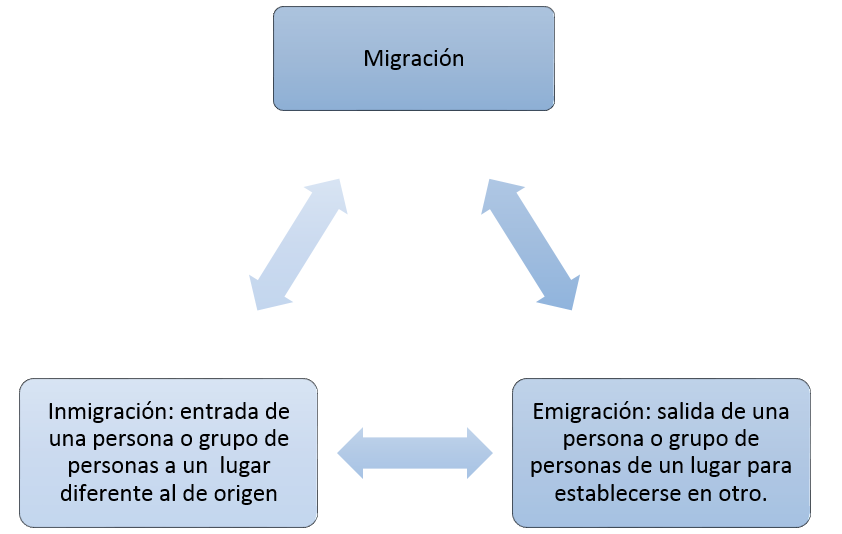 Migración
Inmigración: entrada de
una persona o grupo de
personas a un  lugar
diferente al de origen
Emigración: salida de una
persona o grupo de
personas de un lugar para
establecerse en otro.